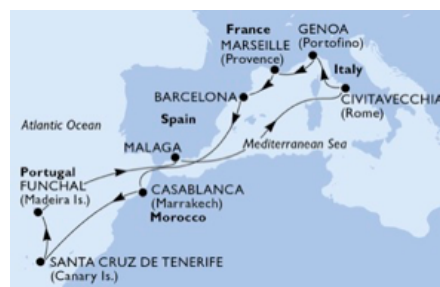 France
MARSEILLE
(Provence)
GENOA
(Portofino)
Italy
BARCELONA
CIVITAVECCHIA
(Rome)
Spain
Atlantic Ocean
MALAGA
Mediterranean Sea
Portugal
FUNCHAL
(Madeira Is.)
CASABLANCA
(Marrakech)
Morocco
SANTA CRUZ DE TENERIFE
(Canary Is.)